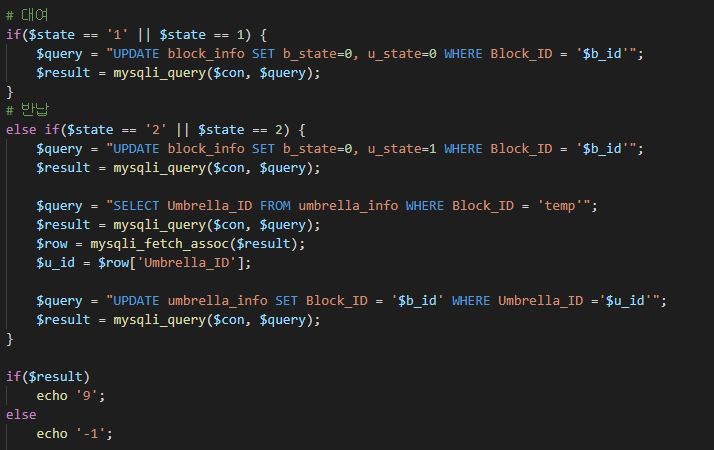 # 대여
if($state == '1' || $state == 1) {
    $query = "UPDATE block_info SET b_state=0, u_state=0 WHERE Block_ID = '$b_id'";
    $result = mysqli_query($con, $query);
}
# 반납
else if($state == '2' || $state == 2) {
    $query = "UPDATE block_info SET b_state=0, u_state=1 WHERE Block_ID = '$b_id'";
    $result = mysqli_query($con, $query);

    $query = "SELECT Umbrella_ID FROM umbrella_info WHERE Block_ID = 'temp'";
    $result = mysqli_query($con, $query);
    $row = mysqli_fetch_assoc($result);
    $u_id = $row['Umbrella_ID'];

    $query = "UPDATE umbrella_info SET Block_ID = '$b_id' WHERE Umbrella_ID ='$u_id'";
    $result = mysqli_query($con, $query);
}

if($result)
    echo '9';
else
    echo '-1';